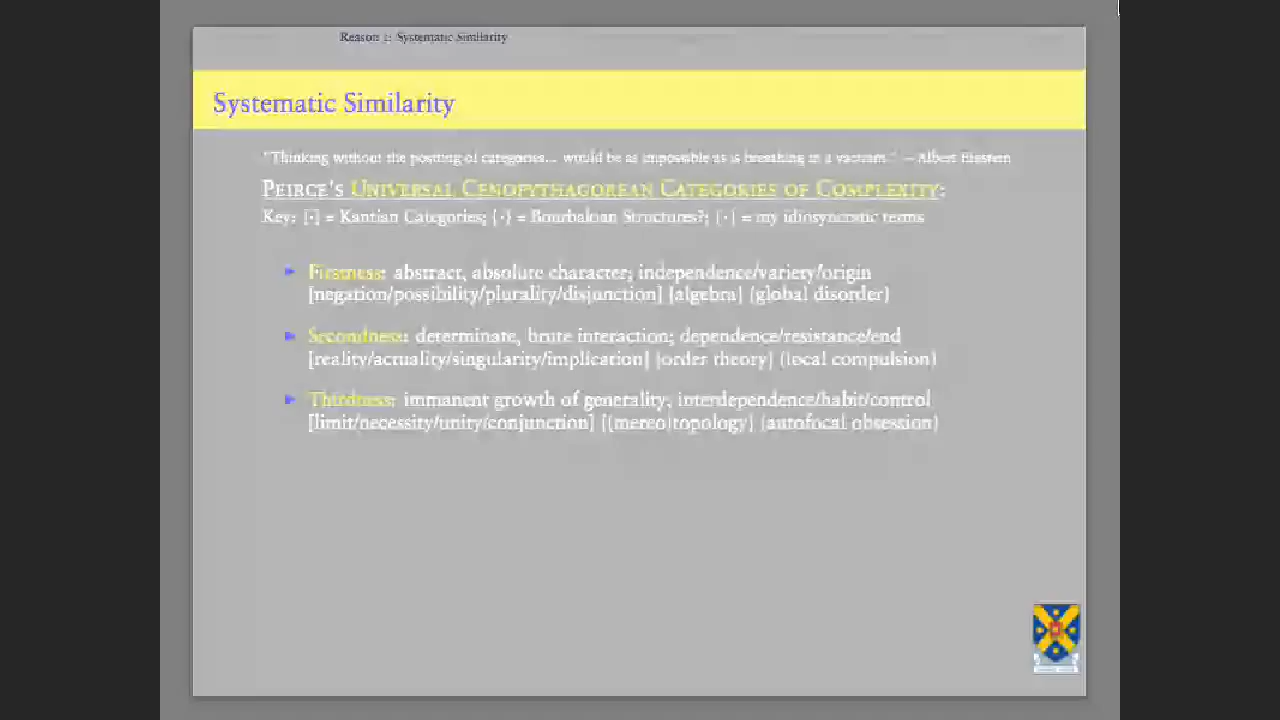 Reason 1: Systematic Similarity
Systematic Similarity
"Thinking without the positing of categories... would be as impossible as is breathing in a vacuum." – Albert Einstein
Peirce's Universal Cenopythagorean Categories of Complexity:
Key: [·] = Kantian Categories; {·} = Bourbakian Structures?; (·) = my idiosyncratic terms
Firstness: abstract, absolute character; independence/variety/origin
[negation/possibility/plurality/disjunction] {algebra} (global disorder)
Secondness: determinate, brute interaction; dependence/resistance/end
[reality/actuality/singularity/implication] {order theory} (local compulsion)
Thirdness: immanent growth of generality, interdependence/habit/control
[limit/necessity/unity/conjunction] {(mereo)topology} (autofocal obsession)